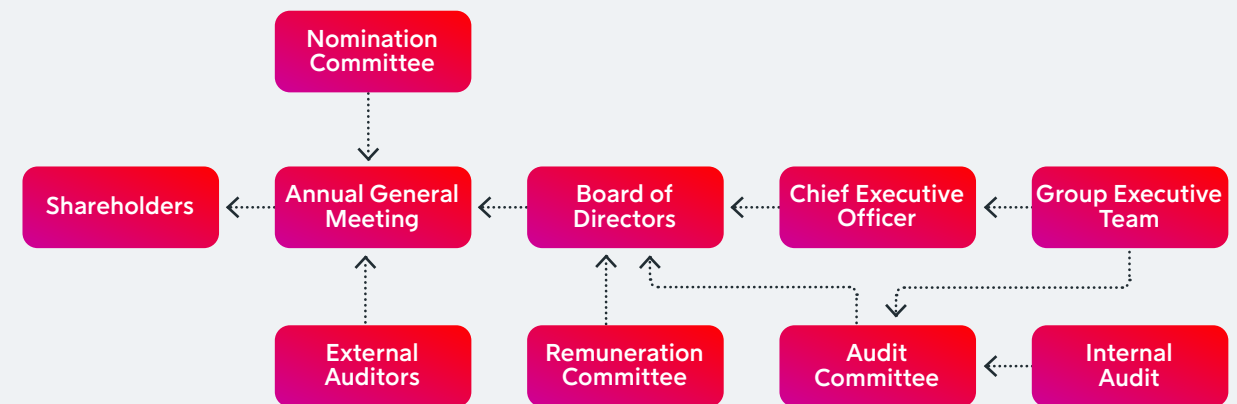 Nomination
Committee
Shareholders
Annual General
Meeting
Board of
Directors
Chief Executive
Officer
Group Executive
Team
External
Auditors
Remuneration
Committee
Audit
Committee
Internal
Audit